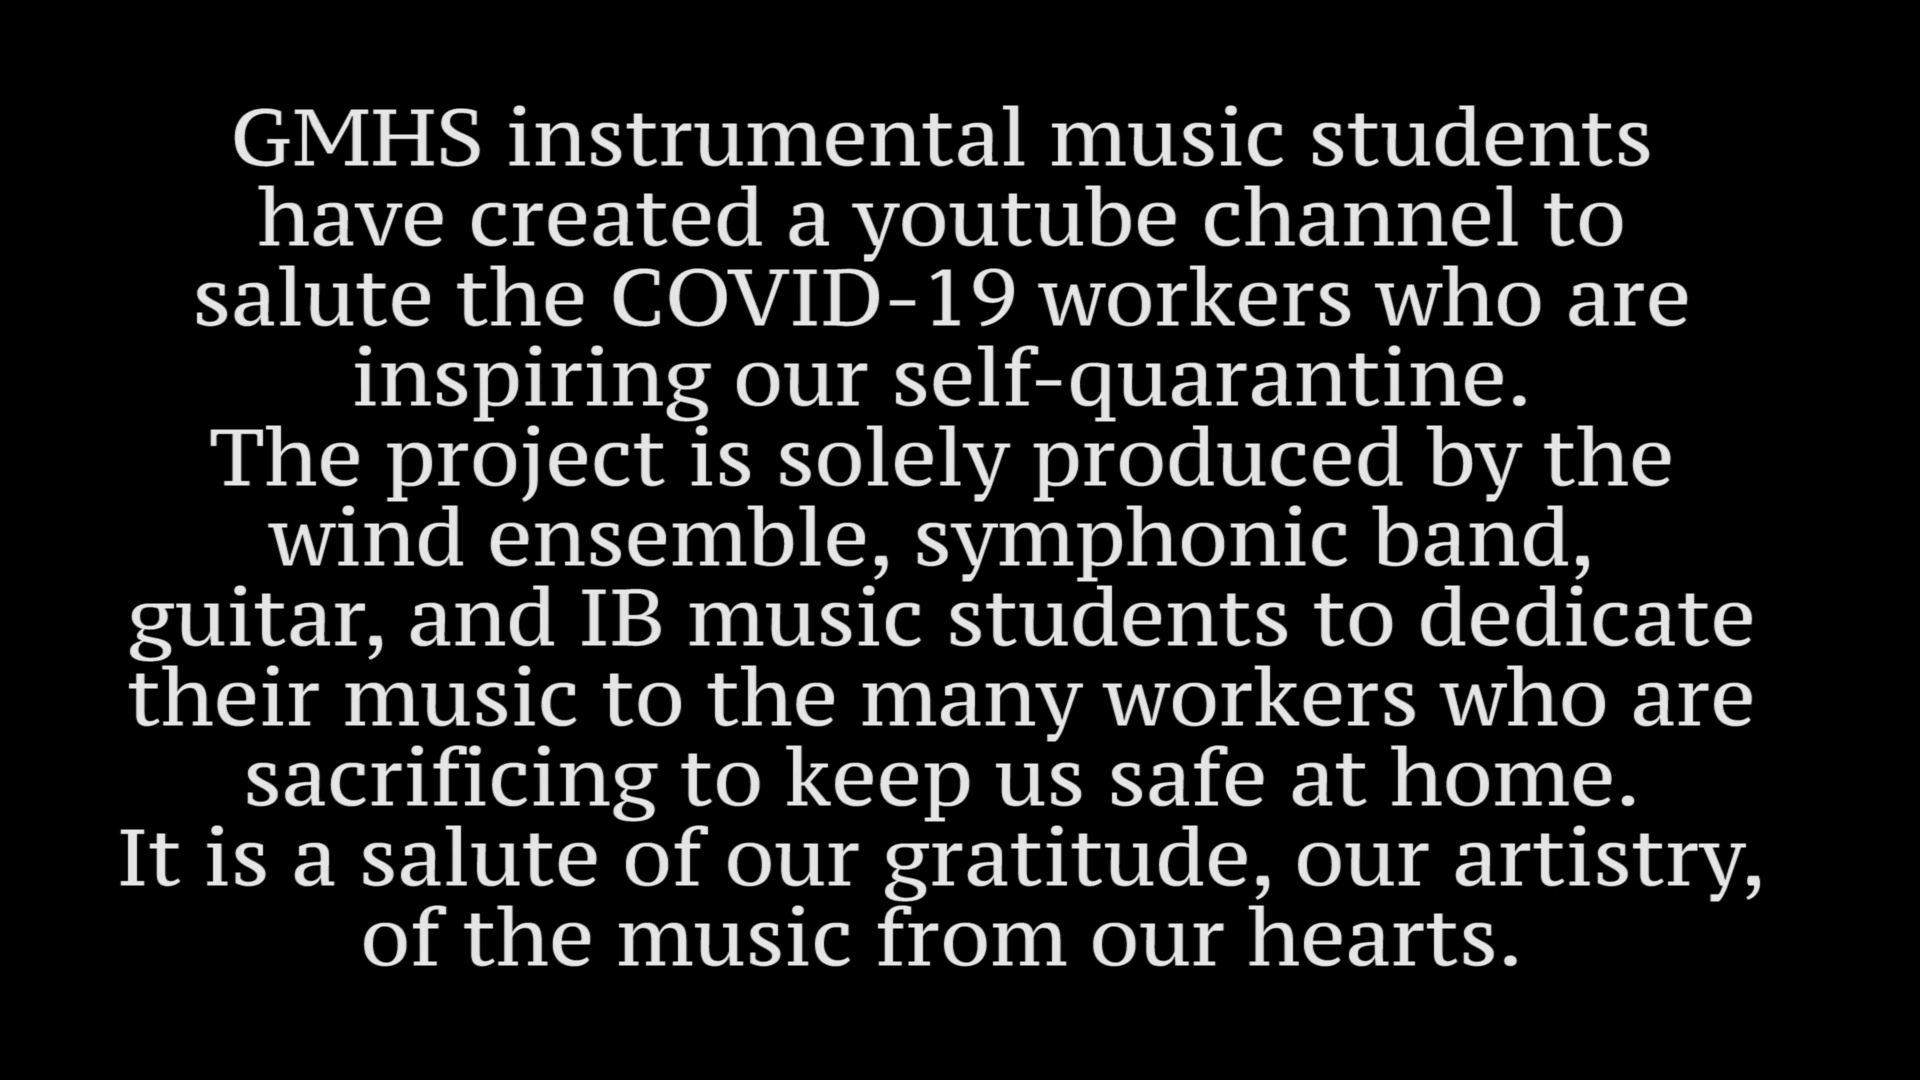 GMHS instrumental music students
have created a youtube channel to
salute the COVID-19 workers who are
inspiring our self-quarantine.
The project is solely produced by the
wind ensemble, symphonic band,
guitar, and IB music students to dedicate
their music to the many workers who are
sacrificing to keep us safe at home.
It is a salute of our gratitude, our artistry,
of the music from our hearts.